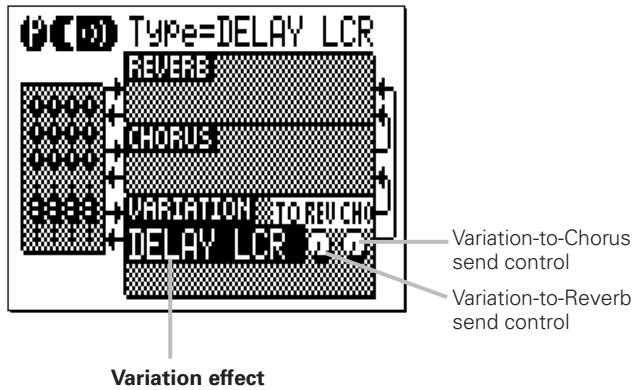 Type=DELAY LCR
REVERB
CHORUS
VARIATION TO REV CHO
DELAY LCR
Variation-to-Chorus
send control
Variation-to-Reverb
send control
Variation effect